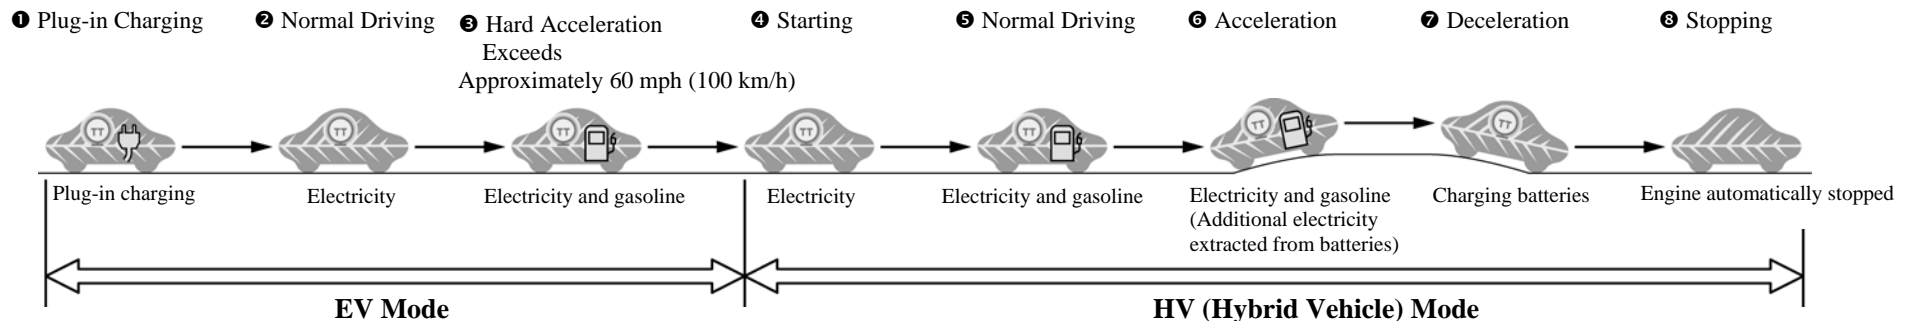 ❶ Plug-in Charging
❷ Normal Driving
❸ Hard Acceleration
Exceeds
Approximately 60 mph (100 km/h)
❹ Starting
❺ Normal Driving
❻ Acceleration
❼ Deceleration
❽ Stopping
Plug-in charging
Electricity
Electricity and gasoline
Electricity
Electricity and gasoline
Electricity and gasoline
(Additional electricity
extracted from batteries)
Charging batteries
Engine automatically stopped
EV Mode
HV (Hybrid Vehicle) Mode